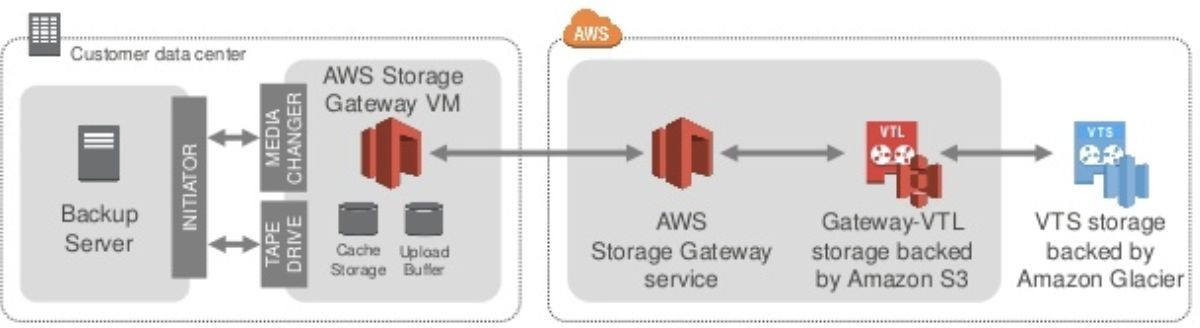 Customer data center
Backup
Server
INITIATOR
MEDIA
CHANGER
TAPE
DRIVE
AWS Storage
Gateway VM
Cache
Storage
Upload
Buffer
AWS
AWS
Storage Gateway
service
VTL
Gateway-VTL
storage backed
by Amazon S3
VTS
VTS storage
backed by
Amazon Glacier